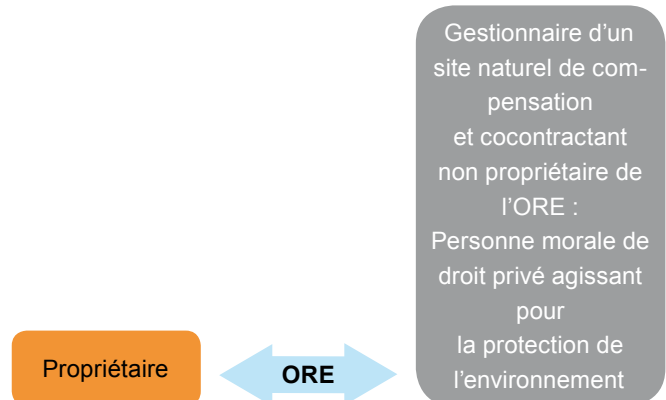 Gestionnaire d'un
site naturel de com-
pensation
et cocontractant
non propriétaire de
l'ORE :
Personne morale de
droit privé agissant
pour
la protection de
l'environnement
Propriétaire
ORE